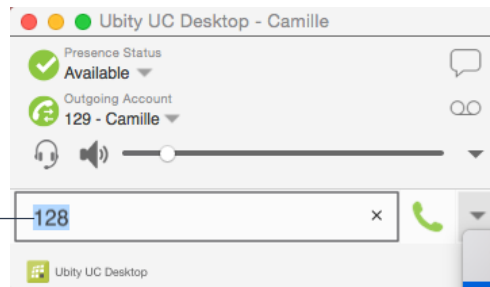 Ubity UC Desktop - Camille
Presence Status
Available
Outgoing Account
129 - Camille
128
Ubity UC Desktop